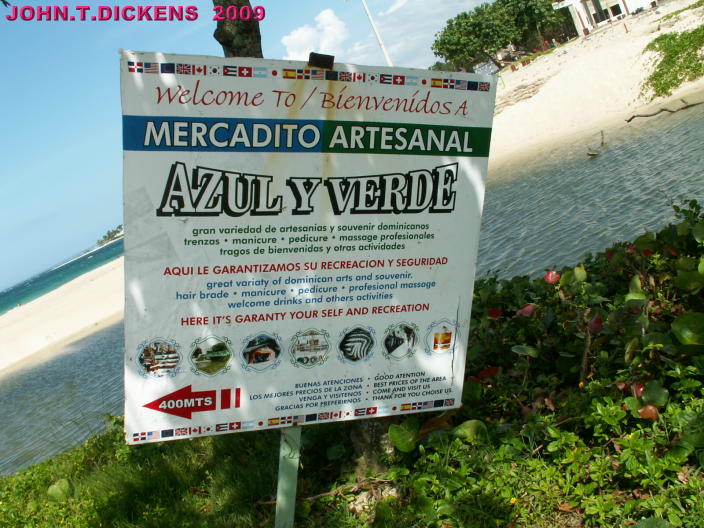 JOHN.T.DICKENS 2009
Welcome To / Bienvenidos A
MERCADITO ARTESANAL
AZUL Y VERDE
gran variedad de artesanias y souvenir dominicanos
trenzas • manicure • pedicure • massage profesionales
tragos de bienvenidas y otras actividades
AQUI LE GARANTIZAMOS SU RECREACION Y SEGURIDAD
great variaty of dominican arts and souvenir.
hair brade • manicure • pedicure • profesional massage
welcome drinks and others activities
HERE IT'S GARANTY YOUR SELF AND RECREATION
400MTS
BUENAS ATENCIONES • GOOD ATENTION
LOS MEJORES PRECIOS DE LA ZONA • BEST PRICES OF THE AREA
VENGA Y VISITENOS • COME AND VISIT US
GRACIAS POR PREFERIRNOS • THANK YOU FOR YOU CHOISE US.